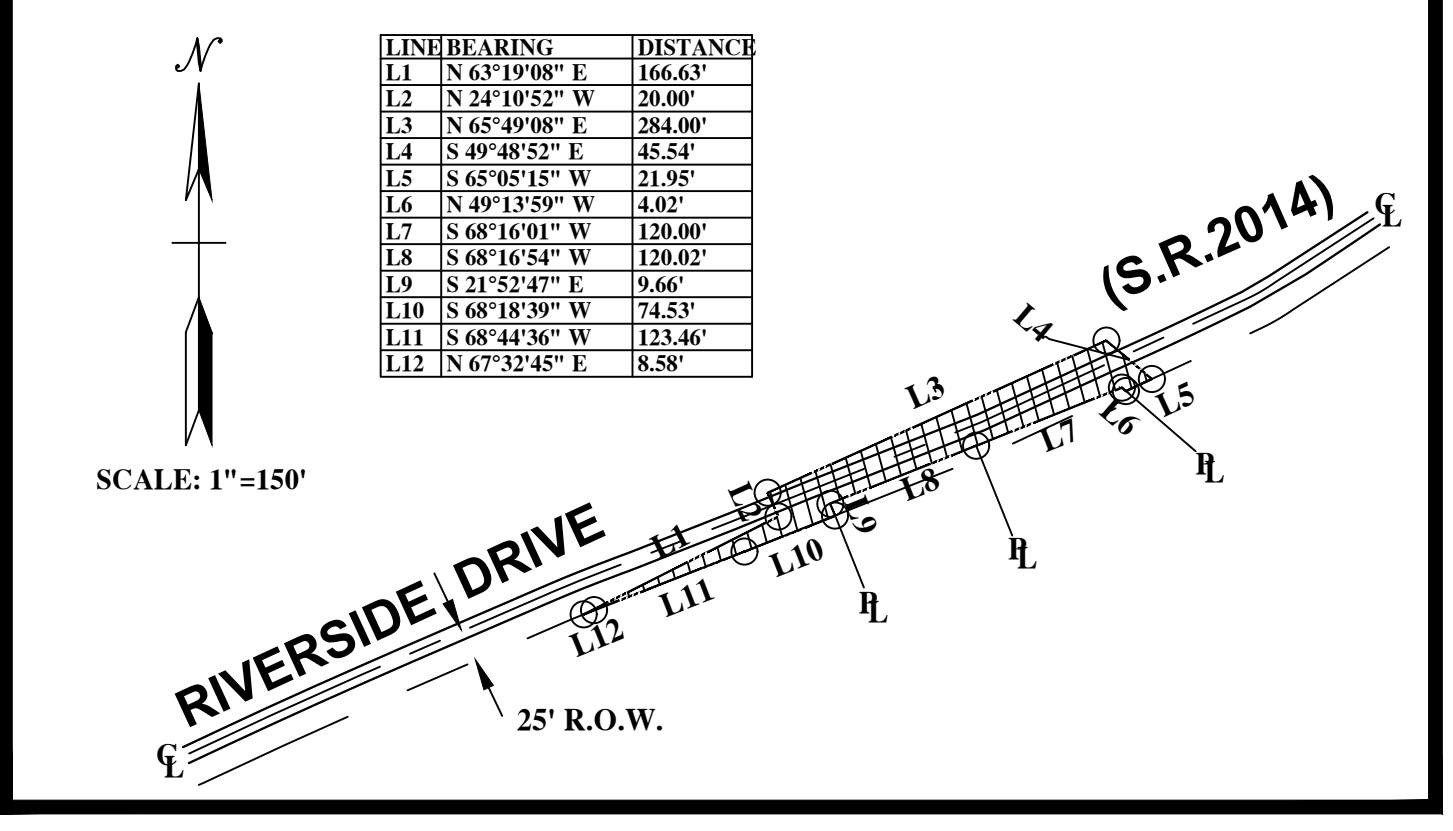 N
LINE BEARING DISTANCE
L1 N 63°19'08" E 166.63'
L2 N 24°10'52" W 20.00'
L3 N 65°49'08" E 284.00'
L4 S 49°48'52" E 45.54'
L5 S 65°05'15" W 21.95'
L6 N 49°13'59" W 4.02'
L7 S 68°16'01" W 120.00'
L8 S 68°16'54" W 120.02'
L9 S 21°52'47" E 9.66'
L10 S 68°18'39" W 74.53'
L11 S 68°44'36" W 123.46'
L12 N 67°32'45" E 8.58'
SCALE: 1"=150'
(S.R.2014)
CL
L4
L3
L5
L6
L7
PL
L2
L8
L9
L1
L10
PL
RIVERSIDE DRIVE
L11
PL
L12
25' R.O.W.
CL